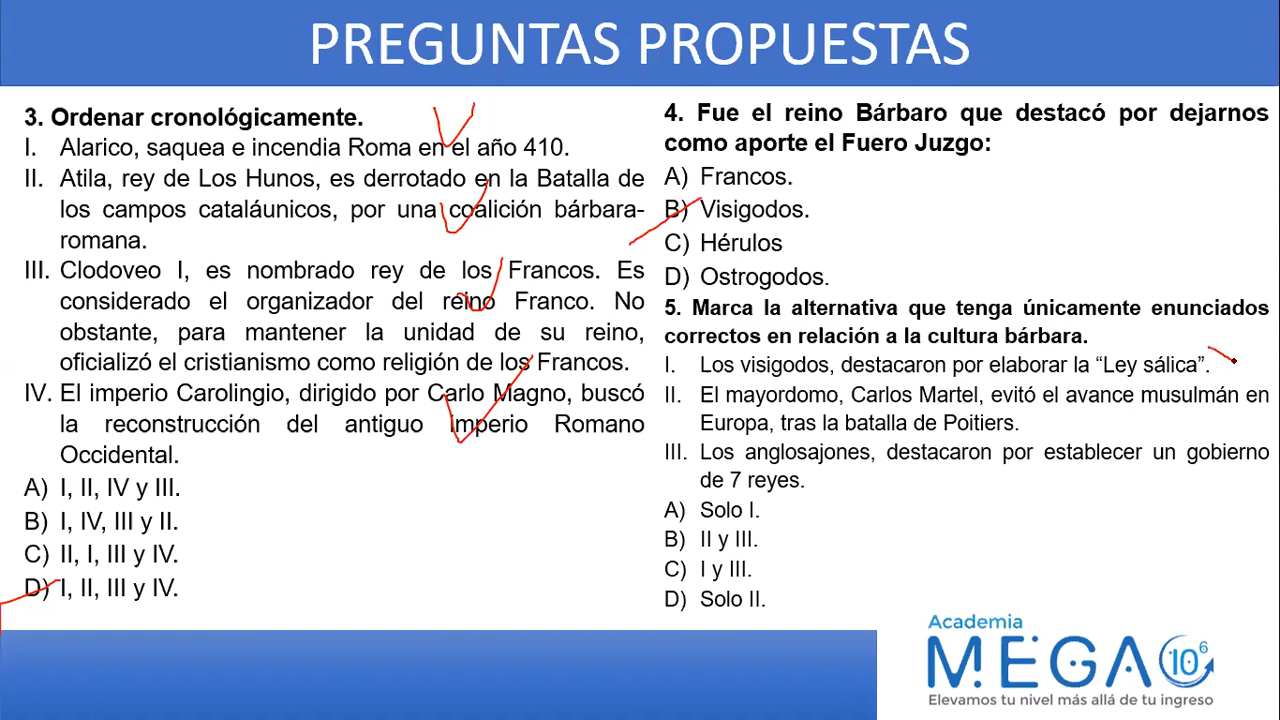 PREGUNTAS PROPUESTAS
3. Ordenar cronológicamente.
I. Alarico, saquea e incendia Roma en el año 410.
II. Atila, rey de Los Hunos, es derrotado en la Batalla de
los campos cataláunicos, por una coalición bárbara-
romana.
III. Clodoveo I, es nombrado rey de los Francos. Es
considerado el organizador del reino Franco. No
obstante, para mantener la unidad de su reino,
oficializó el cristianismo como religión de los Francos.
IV. El imperio Carolingio, dirigido por Carlo Magno, buscó
la reconstrucción del antiguo imperio Romano
Occidental.
A) I, II, IV y III.
B) I, IV, III y II.
C) II, I, III y IV.
D) I, II, III y IV.
4. Fue el reino Bárbaro que destacó por dejarnos
como aporte el Fuero Juzgo:
A) Francos.
B) Visigodos.
C) Hérulos
D) Ostrogodos.
5. Marca la alternativa que tenga únicamente enunciados
correctos en relación a la cultura bárbara.
I. Los visigodos, destacaron por elaborar la “Ley sálica”.
II. El mayordomo, Carlos Martel, evitó el avance musulmán en
Europa, tras la batalla de Poitiers.
III. Los anglosajones, destacaron por establecer un gobierno
de 7 reyes.
A) Solo I.
B) II y III.
C) I y III.
D) Solo II.
Academia
MEGA 10⁶
Elevamos tu nivel más allá de tu ingreso